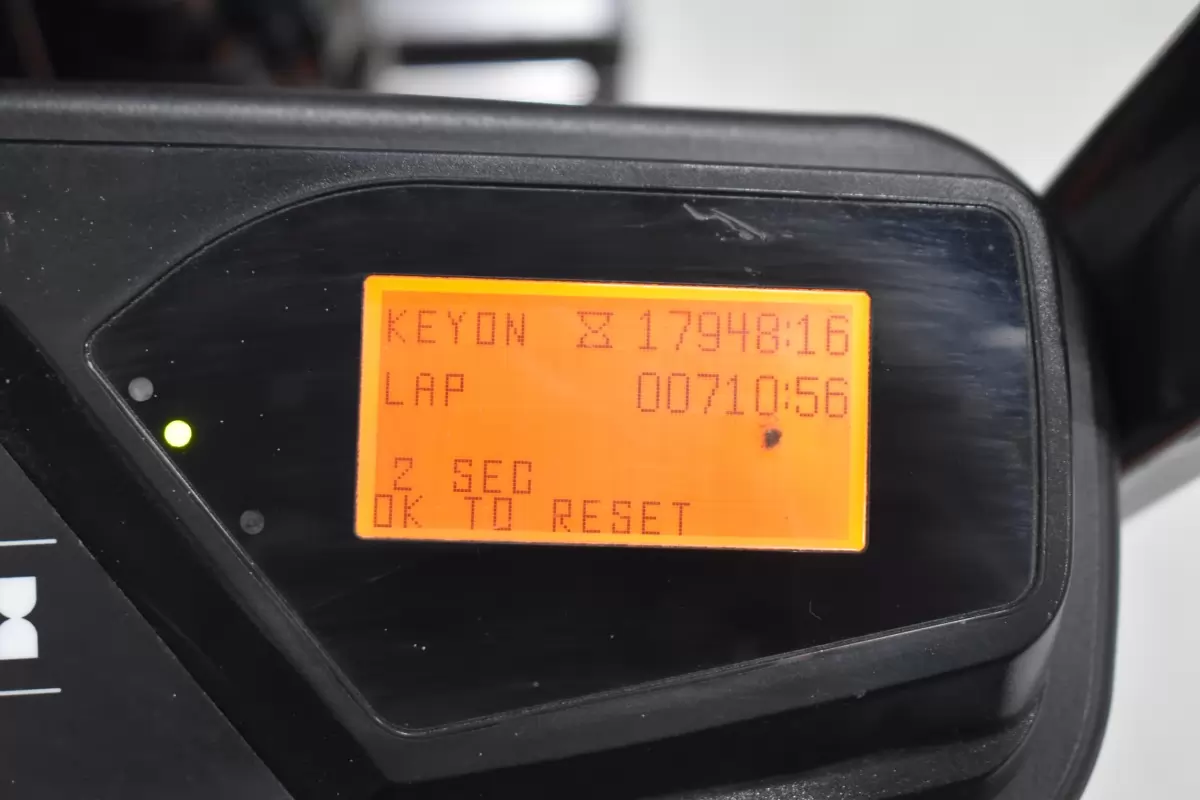 KEYON 17948:16
LAP 00710:56
2 SEC
OK TO RESET